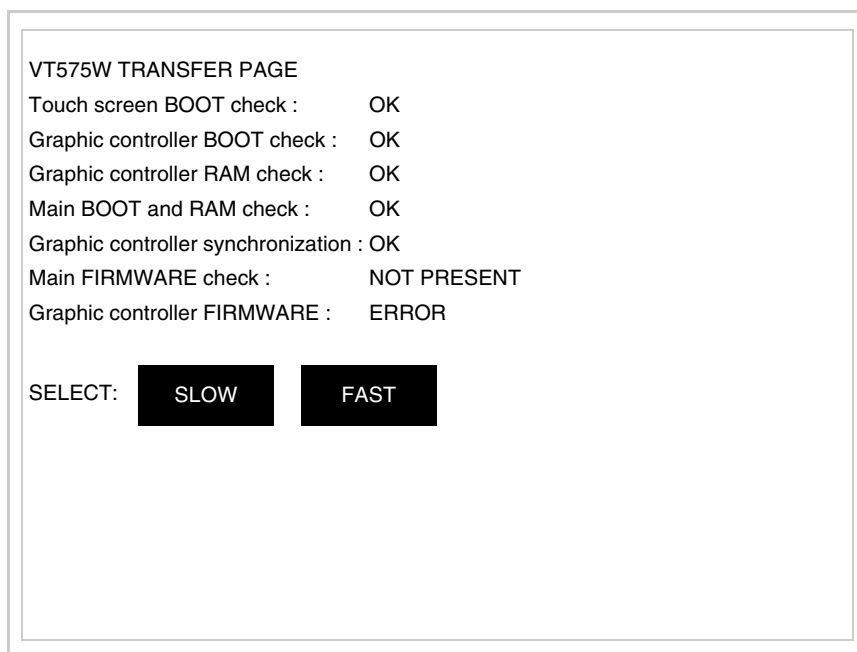 VT575W TRANSFER PAGE
Touch screen BOOT check : OK
Graphic controller BOOT check : OK
Graphic controller RAM check : OK
Main BOOT and RAM check : OK
Graphic controller synchronization : OK
Main FIRMWARE check : NOT PRESENT
Graphic controller FIRMWARE : ERROR
SELECT: SLOW FAST